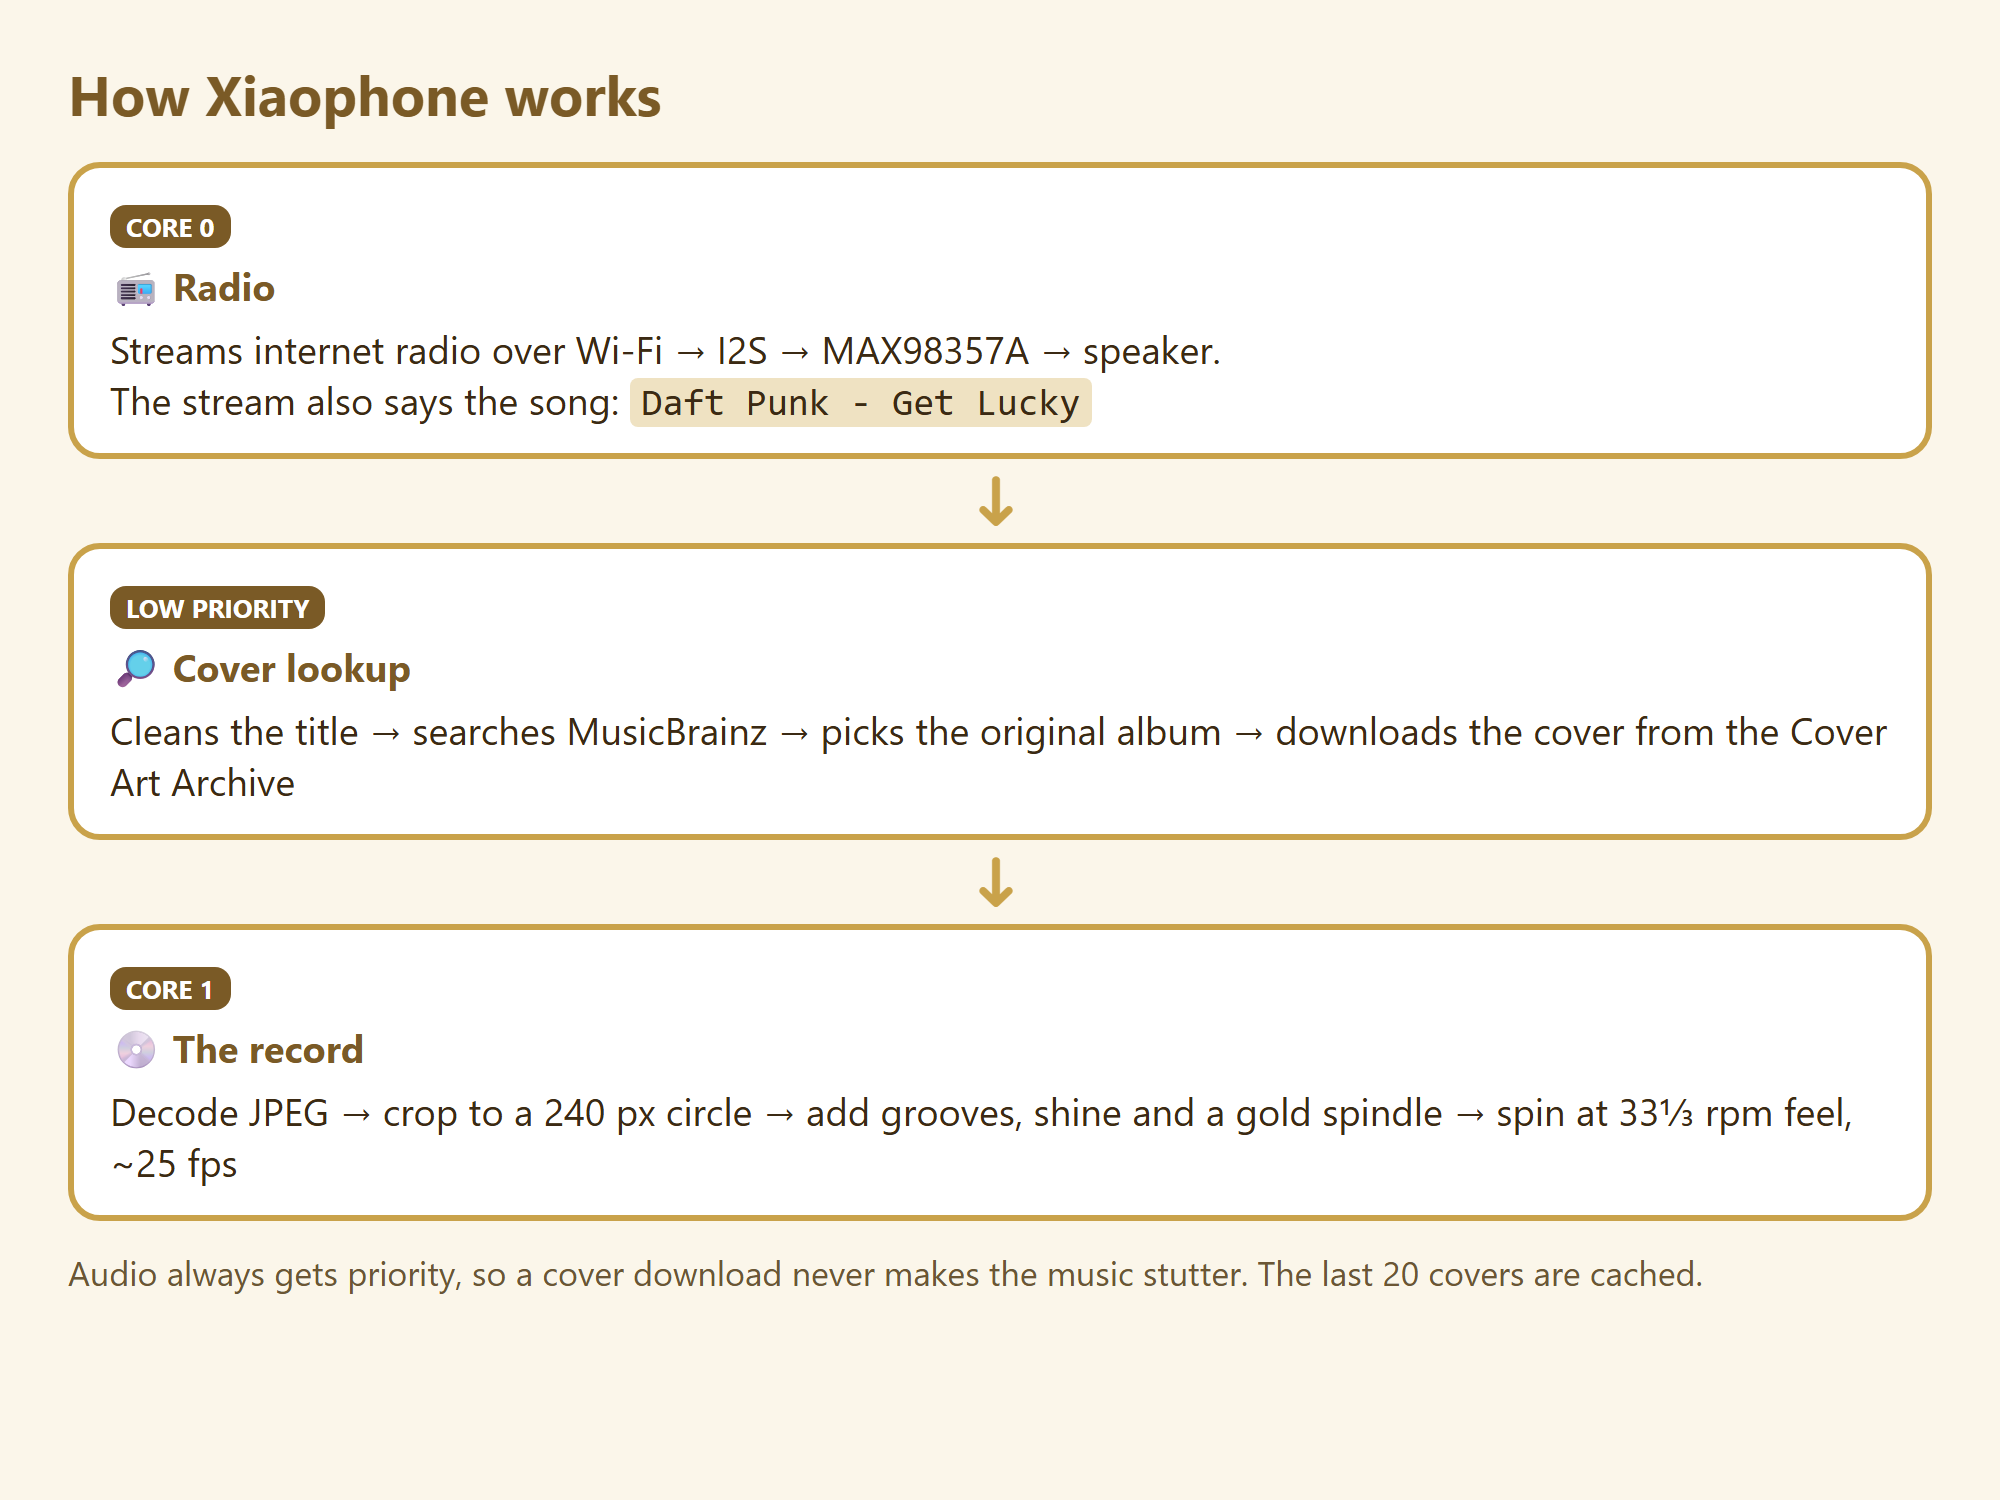 How Xiaophone works
CORE 0
Radio
Streams internet radio over Wi-Fi → I2S → MAX98357A → speaker.
The stream also says the song: Daft Punk - Get Lucky
LOW PRIORITY
Cover lookup
Cleans the title → searches MusicBrainz → picks the original album → downloads the cover from the Cover
Art Archive
CORE 1
The record
Decode JPEG → crop to a 240 px circle → add grooves, shine and a gold spindle → spin at 33⅓ rpm feel,
~25 fps
Audio always gets priority, so a cover download never makes the music stutter. The last 20 covers are cached.